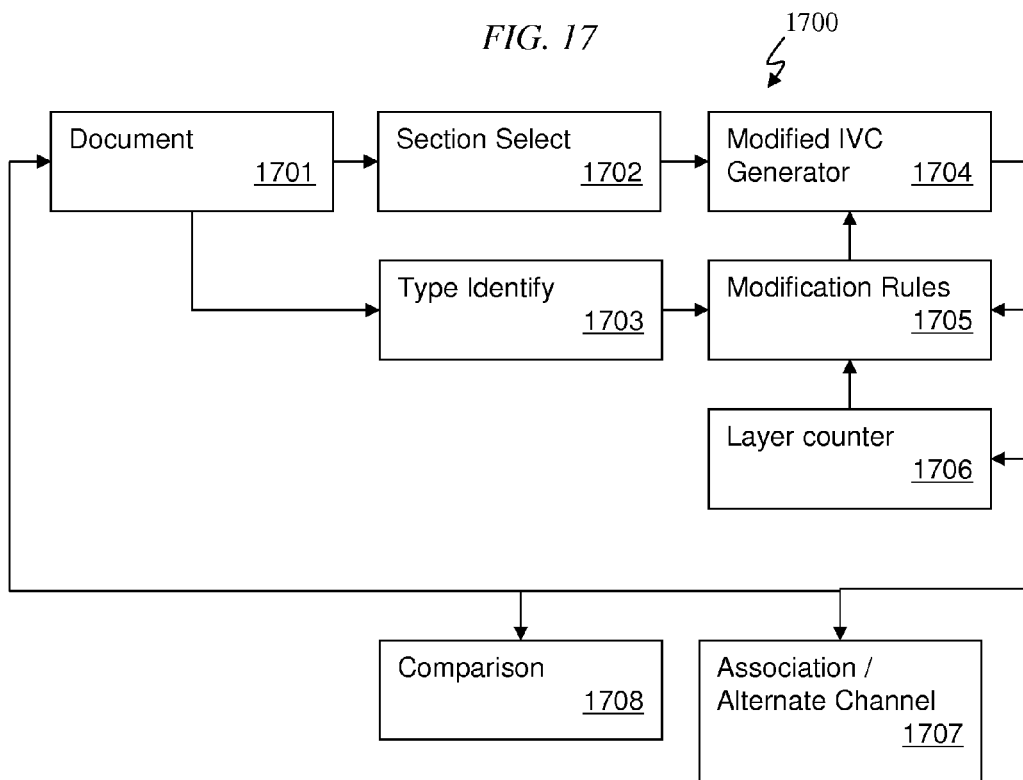 FIG. 17
1700
Document
1701
Section Select
1702
Modified IVC
Generator
1704
Type Identify
1703
Modification Rules
1705
Layer counter
1706
Comparison
1708
Association /
Alternate Channel
1707